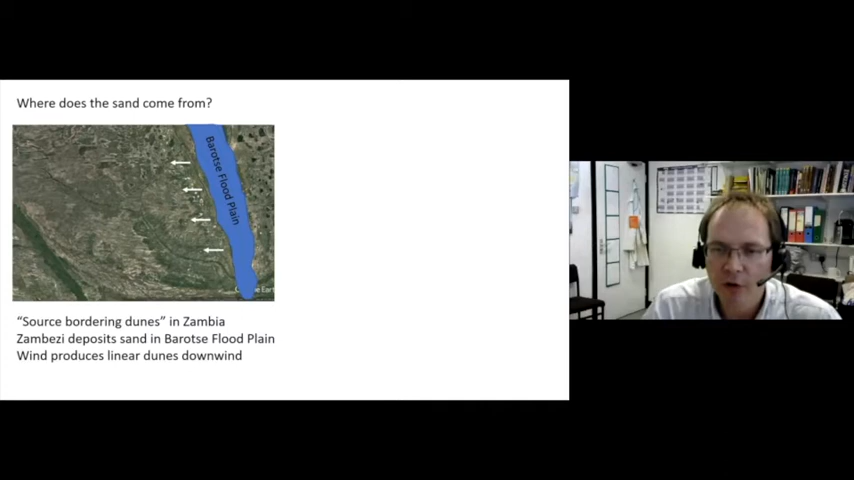 Where does the sand come from?
Barotse Flood Plain
“Source bordering dunes” in Zambia
Zambezi deposits sand in Barotse Flood Plain
Wind produces linear dunes downwind